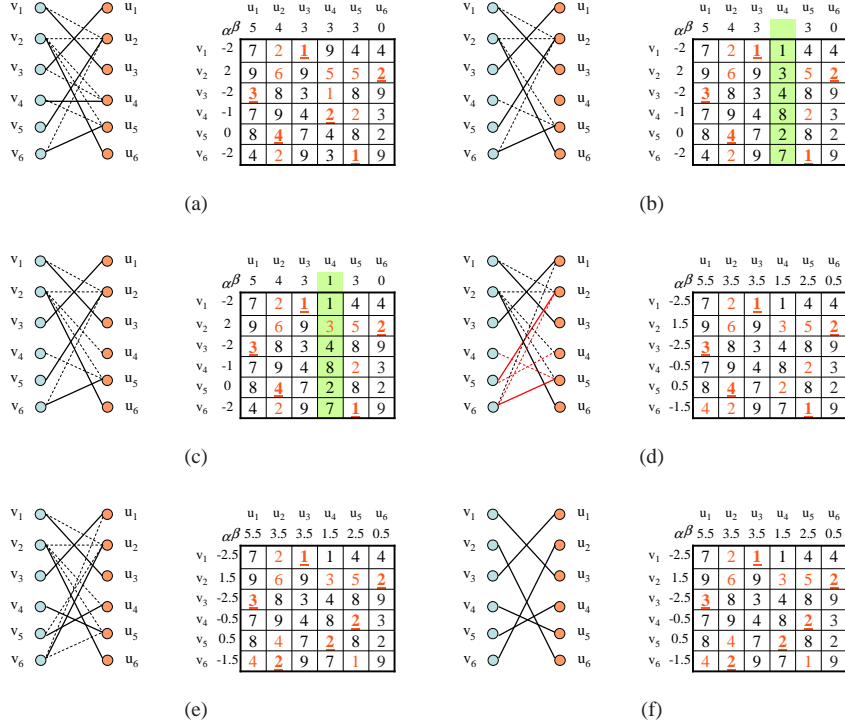 v1 u1
v2 u2
v3 u3
v4 u4
v5 u5
v6 u6
u1 u2 u3 u4 u5 u6
αβ 5 4 3 3 3 0
v1 -2 7 2 1 9 4 4
v2 2 9 6 9 5 5 2
v3 -2 3 8 3 1 8 9
v4 -1 7 9 4 2 2 3
v5 0 8 4 7 4 8 2
v6 -2 4 2 9 3 1 9
(a)
v1 u1
v2 u2
v3 u3
v4 u4
v5 u5
v6 u6
u1 u2 u3 u4 u5 u6
αβ 5 4 3 3 0
v1 -2 7 2 1 1 4 4
v2 2 9 6 9 3 5 2
v3 -2 3 8 3 4 8 9
v4 -1 7 9 4 8 2 3
v5 0 8 4 7 2 8 2
v6 -2 4 2 9 7 1 9
(b)
v1 u1
v2 u2
v3 u3
v4 u4
v5 u5
v6 u6
u1 u2 u3 u4 u5 u6
αβ 5 4 3 1 3 0
v1 -2 7 2 1 1 4 4
v2 2 9 6 9 3 5 2
v3 -2 3 8 3 4 8 9
v4 -1 7 9 4 8 2 3
v5 0 8 4 7 2 8 2
v6 -2 4 2 9 7 1 9
(c)
v1 u1
v2 u2
v3 u3
v4 u4
v5 u5
v6 u6
u1 u2 u3 u4 u5 u6
αβ 5.5 3.5 3.5 1.5 2.5 0.5
v1 -2.5 7 2 1 1 4 4
v2 1.5 9 6 9 3 5 2
v3 -2.5 3 8 3 4 8 9
v4 -0.5 7 9 4 8 2 3
v5 0.5 8 4 7 2 8 2
v6 -1.5 4 2 9 7 1 9
(d)
v1 u1
v2 u2
v3 u3
v4 u4
v5 u5
v6 u6
u1 u2 u3 u4 u5 u6
αβ 5.5 3.5 3.5 1.5 2.5 0.5
v1 -2.5 7 2 1 1 4 4
v2 1.5 9 6 9 3 5 2
v3 -2.5 3 8 3 4 8 9
v4 -0.5 7 9 4 8 2 3
v5 0.5 8 4 7 2 8 2
v6 -1.5 4 2 9 7 1 9
(e)
v1 u1
v2 u2
v3 u3
v4 u4
v5 u5
v6 u6
u1 u2 u3 u4 u5 u6
αβ 5.5 3.5 3.5 1.5 2.5 0.5
v1 -2.5 7 2 1 1 4 4
v2 1.5 9 6 9 3 5 2
v3 -2.5 3 8 3 4 8 9
v4 -0.5 7 9 4 8 2 3
v5 0.5 8 4 7 2 8 2
v6 -1.5 4 2 9 7 1 9
(f)